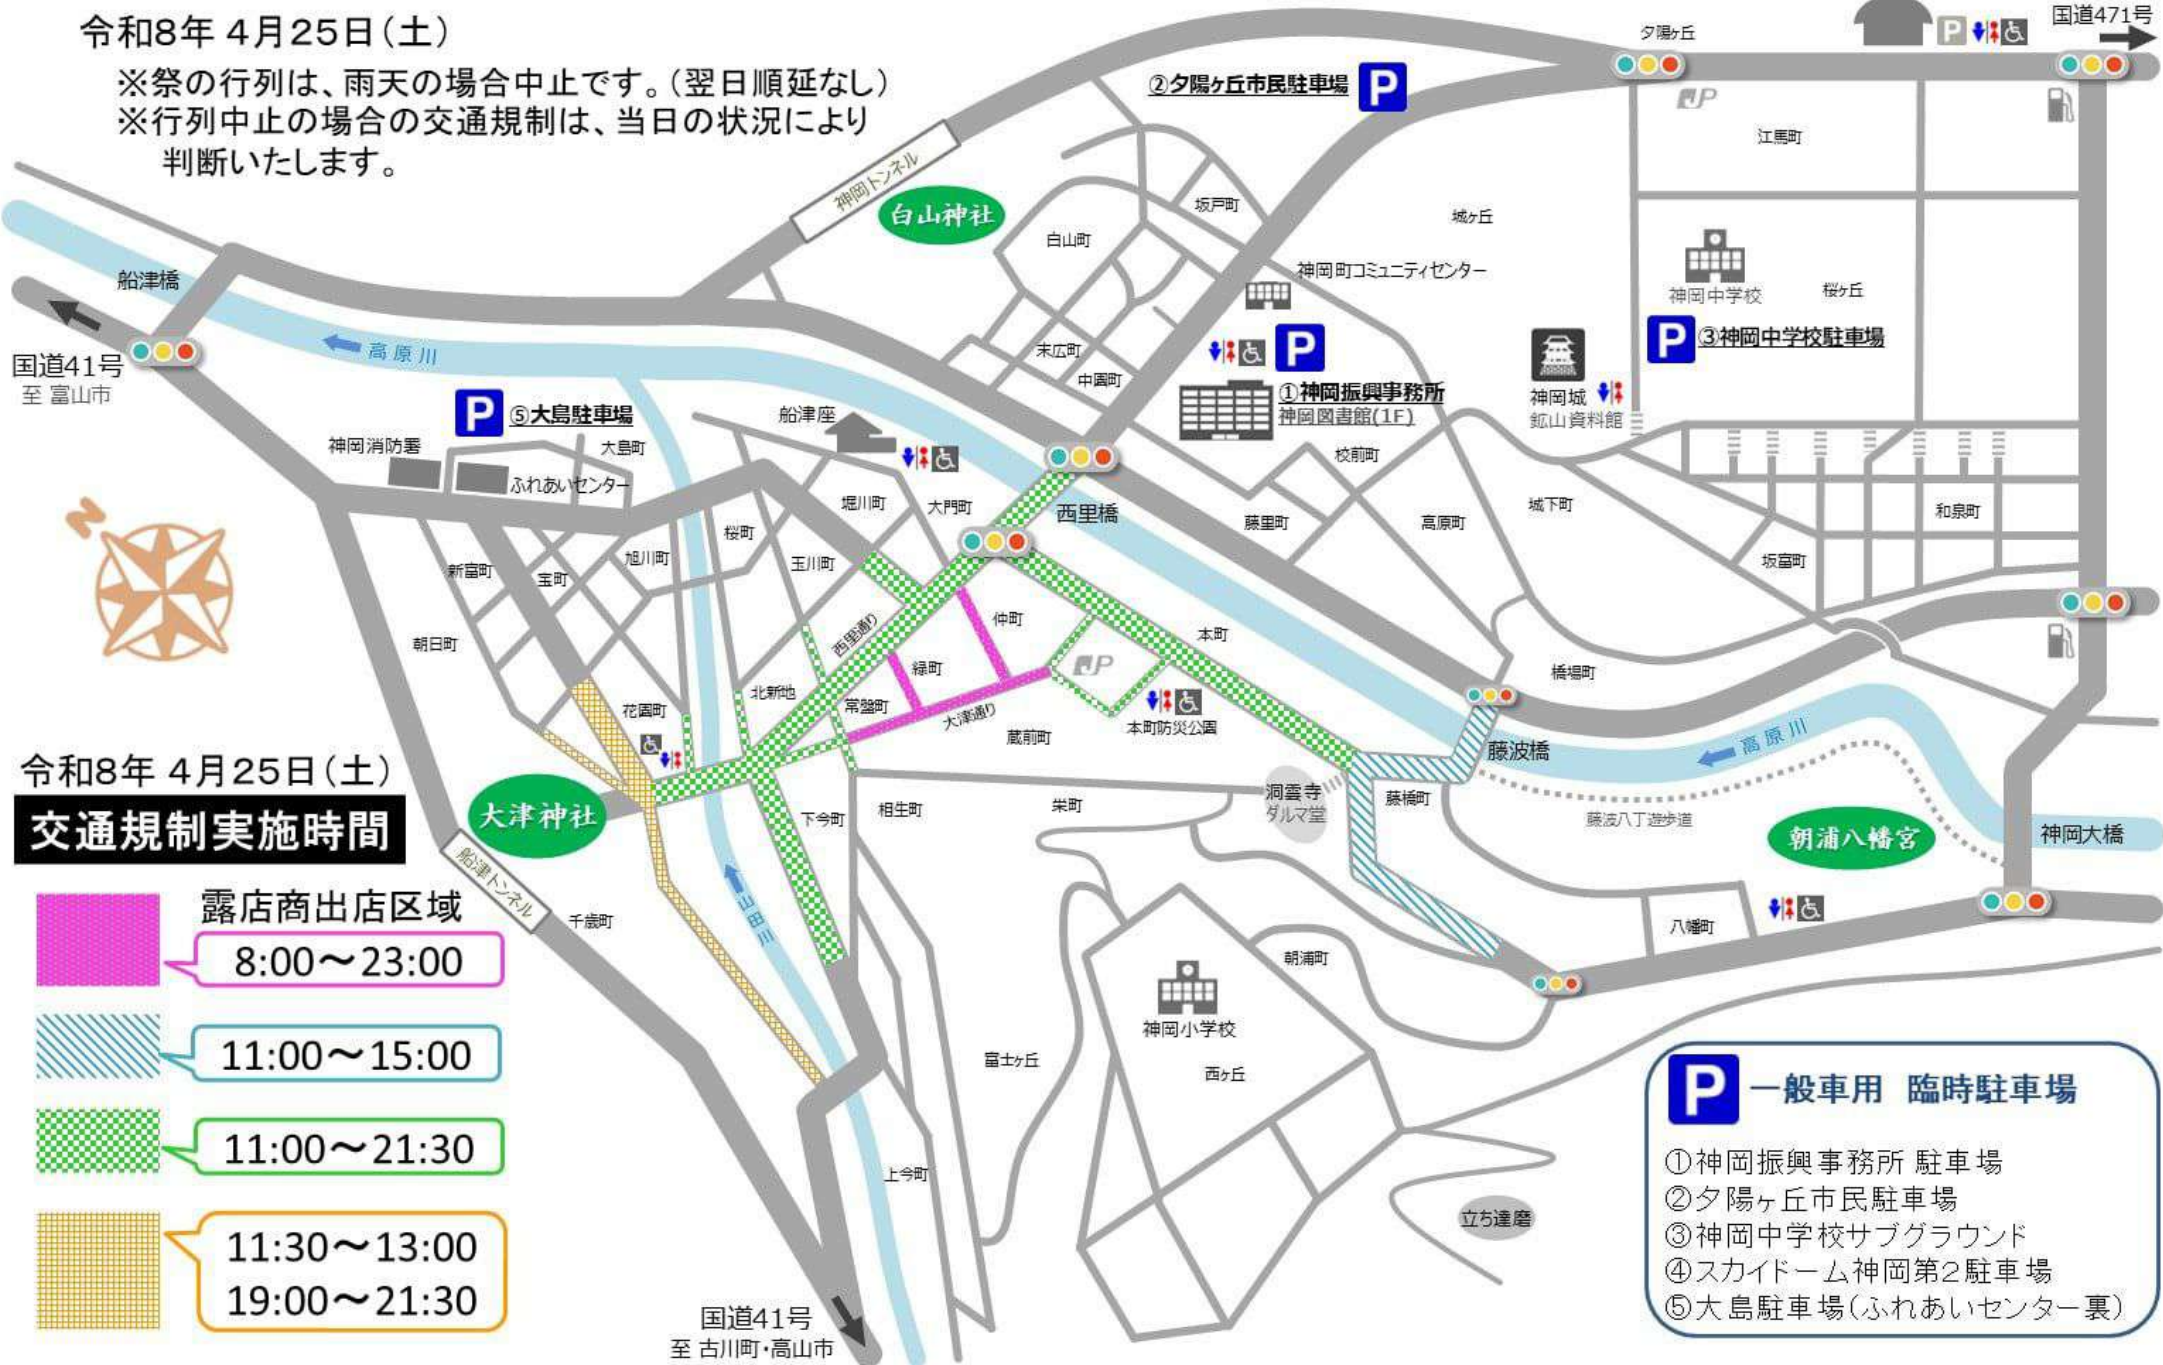 令和8年 4月25日(土)
※祭の行列は、雨天の場合中止です。(翌日順延なし)
※行列中止の場合の交通規制は、当日の状況により
判断いたします。
国道471号
夕陽ヶ丘
P
②夕陽ヶ丘市民駐車場
P
JP
江馬町
神岡トンネル
白山神社
坂戸町
城ヶ丘
白山町
神岡町コミュニティセンター
神岡中学校
桜ヶ丘
船津橋
高原川
国道41号
至 富山市
末広町
中園町
P
①神岡振興事務所
神岡図書館(1F)
神岡城
鉱山資料館
P
③神岡中学校駐車場
P
⑤大島駐車場
船津座
神岡消防署
大島町
ふれあいセンター
校前町
堀川町
大門町
西里橋
藤里町
高原町
城下町
和泉町
N
桜町
旭川町
玉川町
新富町
宝町
坂富町
朝日町
西里通り
仲町
本町
緑町
JP
橋場町
花園町
北新地
常盤町
大津通り
蔵前町
本町防災公園
藤波橋
高原川
令和8年 4月25日(土)
交通規制実施時間
大津神社
下今町
相生町
栄町
洞雲寺
ダルマ堂
藤橋町
藤波八丁遊歩道
朝浦八幡宮
神岡大橋
船津トンネル
山田川
千歳町
八幡町
露店商出店区域
8:00～23:00
朝浦町
神岡小学校
11:00～15:00
富士ヶ丘
西ヶ丘
11:00～21:30
上今町
立ち達磨
11:30～13:00
19:00～21:30
国道41号
至 古川町・高山市
P 一般車用 臨時駐車場
①神岡振興事務所 駐車場
②夕陽ヶ丘市民駐車場
③神岡中学校サブグラウンド
④スカイドーム神岡第2駐車場
⑤大島駐車場(ふれあいセンター裏)